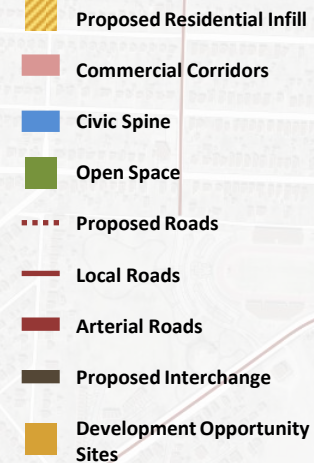 Proposed Residential Infill
Commercial Corridors
Civic Spine
Open Space
Proposed Roads
Local Roads
Arterial Roads
Proposed Interchange
Development Opportunity
Sites